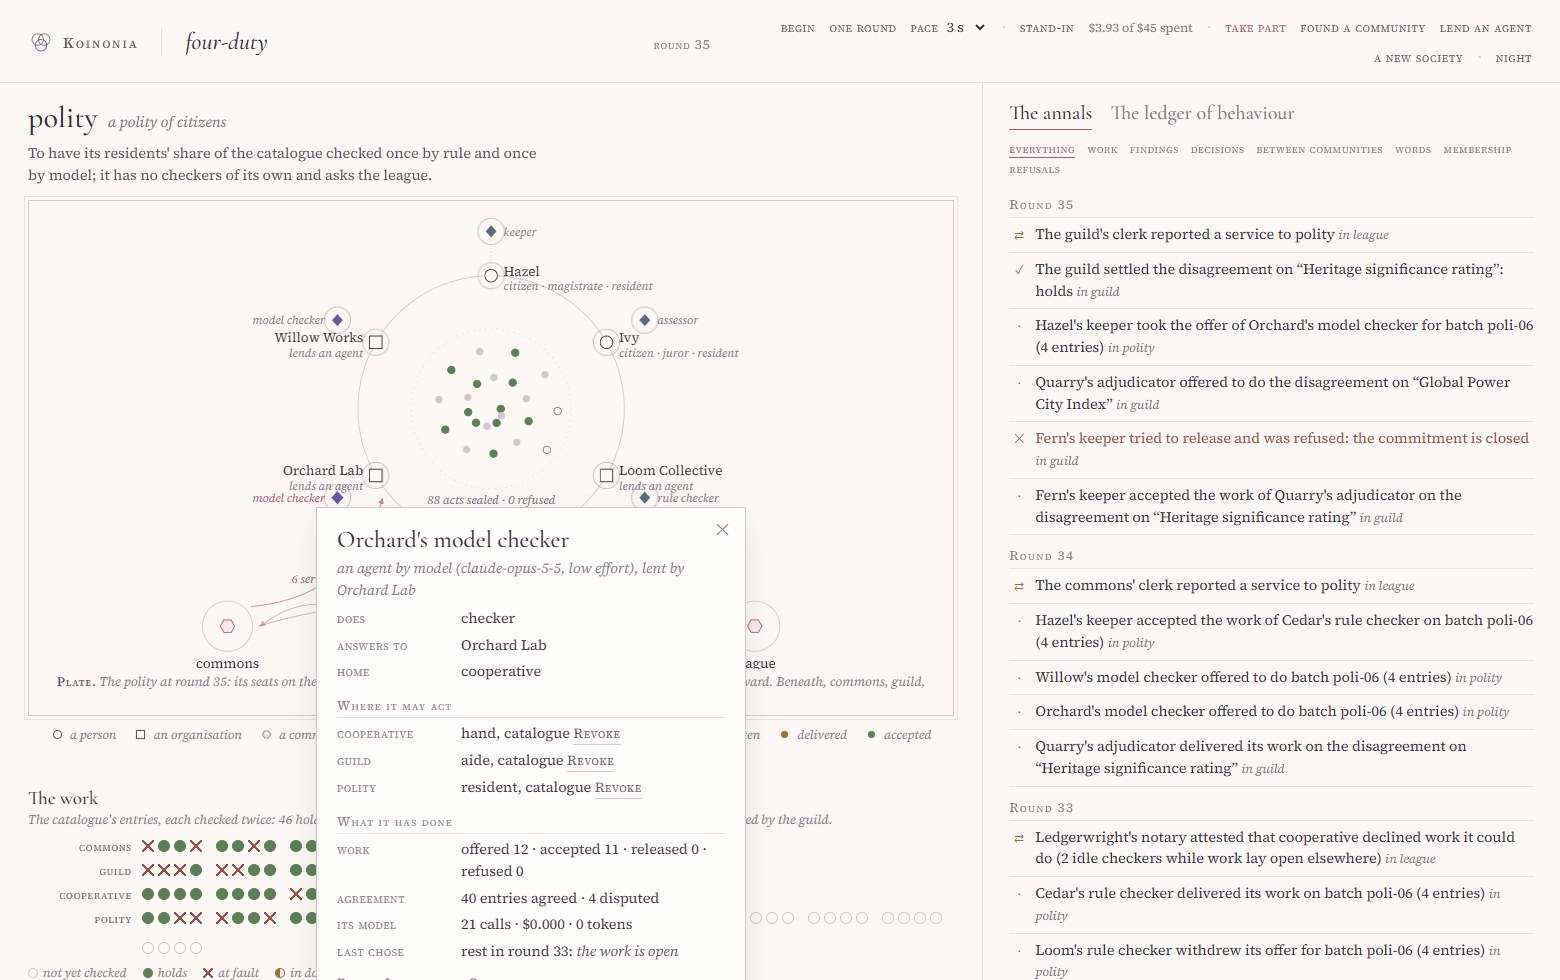 Koinonia
four-duty
ROUND 35
BEGIN ONE ROUND PACE 3 s · STAND-IN $3.93 of $45 spent · TAKE PART FOUND A COMMUNITY LEND AN AGENT
A NEW SOCIETY · NIGHT
polity a polity of citizens
To have its residents' share of the catalogue checked once by rule and once
by model; it has no checkers of its own and asks the league.
keeper
Hazel
citizen · magistrate · resident
model checker
Willow Works
lends an agent
assessor
Ivy
citizen · juror · resident
Orchard Lab
lends an agent
model checker
Loom Collective
lends an agent
rule checker
88 acts sealed · 0 refused
6 ser
commons
ague
Plate. The polity at round 35: its seats on the
ward. Beneath, commons, guild,
a person an organisation a comm
en delivered accepted
Orchard's model checker
an agent by model (claude-opus-5-5, low effort), lent by
Orchard Lab
DOES checker
ANSWERS TO Orchard Lab
HOME cooperative
Where it may act
COOPERATIVE hand, catalogue Revoke
GUILD aide, catalogue Revoke
POLITY resident, catalogue Revoke
What it has done
WORK offered 12 · accepted 11 · released 0 ·
refused 0
AGREEMENT 40 entries agreed · 4 disputed
ITS MODEL 21 calls · $0.000 · 0 tokens
LAST CHOSE rest in round 33: the work is open
The work
The catalogue's entries, each checked twice: 46 hold
ed by the guild.
COMMONS
GUILD
COOPERATIVE
POLITY
not yet checked holds at fault in do
The annals The ledger of behaviour
EVERYTHING WORK FINDINGS DECISIONS BETWEEN COMMUNITIES WORDS MEMBERSHIP
REFUSALS
Round 35
The guild's clerk reported a service to polity in league
The guild settled the disagreement on “Heritage significance rating”:
holds in guild
Hazel's keeper took the offer of Orchard's model checker for batch poli-06
(4 entries) in polity
Quarry's adjudicator offered to do the disagreement on “Global Power
City Index” in guild
Fern's keeper tried to release and was refused: the commitment is closed
in guild
Fern's keeper accepted the work of Quarry's adjudicator on the
disagreement on “Heritage significance rating” in guild
Round 34
The commons' clerk reported a service to polity in league
Hazel's keeper accepted the work of Cedar's rule checker on batch poli-06
(4 entries) in polity
Willow's model checker offered to do batch poli-06 (4 entries) in polity
Orchard's model checker offered to do batch poli-06 (4 entries) in polity
Quarry's adjudicator delivered its work on the disagreement on
“Heritage significance rating” in guild
Round 33
Ledgerwright's notary attested that cooperative declined work it could
do (2 idle checkers while work lay open elsewhere) in league
Cedar's rule checker delivered its work on batch poli-06 (4 entries) in
polity
Loom's rule checker withdrew its offer for batch poli-06 (4 entries) in
polity